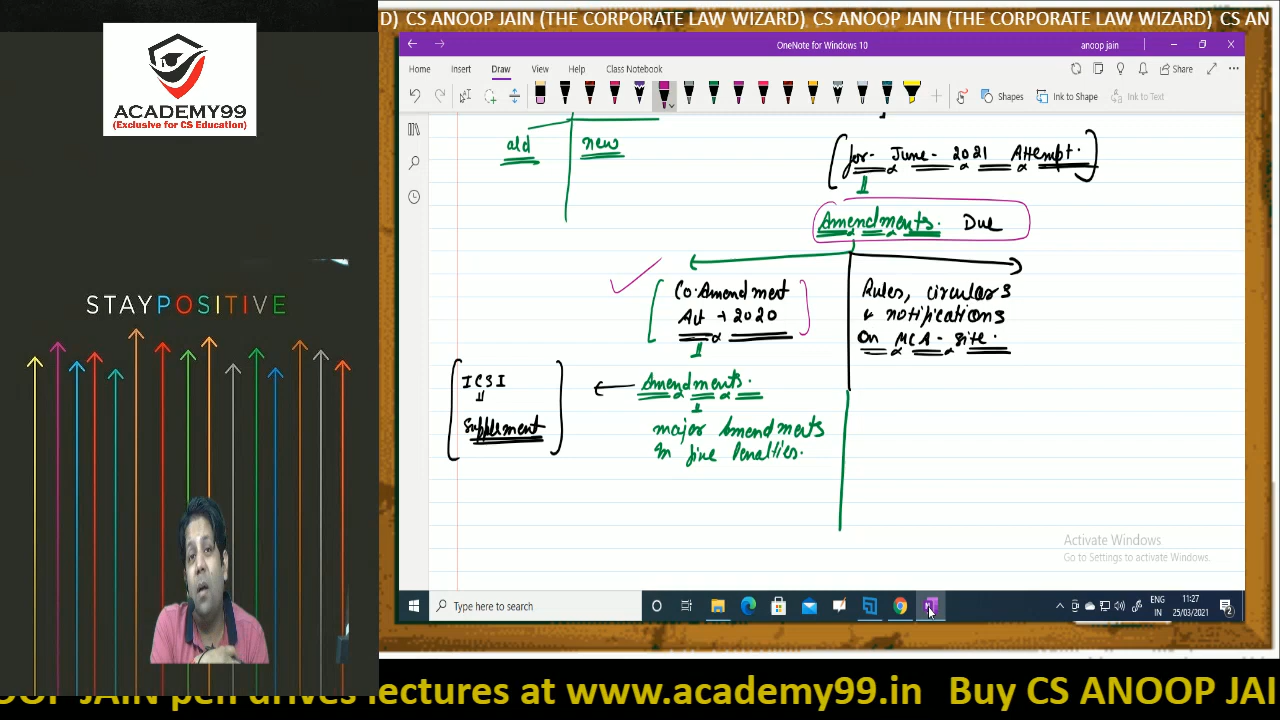 D) CS ANOOP JAIN (THE CORPORATE LAW WIZARD) CS ANOOP JAIN (THE CORPORATE LAW WIZARD) CS AN
ACADEMY99
(Exclusive for CS Education)
STAYPOSITIVE
OneNote for Windows 10
anoop jain
Home Insert Draw View Help Class Notebook
Share
Shapes Ink to Shape Ink to Text
old new
for June 2021 Attempt.
Amendments. Due
Co. Amendment
Act → 2020
Rules, circulars
& notifications
On MCA-Site.
ICSI
Supplement
Amendments.
major Amendments
In fine Penalties.
Activate Windows
Go to Settings to activate Windows.
Type here to search
ENG
IN
11:27
25/03/2021
2
OOP JAIN pen drives lectures at www.academy99.in Buy CS ANOOP JAI